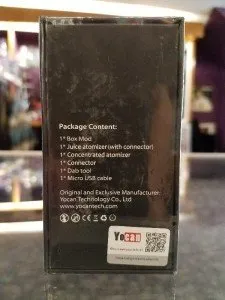 Package Content:
1* Box Mod
1* Juice atomizer(with connector)
1* Concentrated atomizer
1* Connector
1* Dab tool
1* Micro USB cable
Original and Exclusive Manufacturer:
Yocan Technology Co., Ltd
www.yocantech.com
Yocan